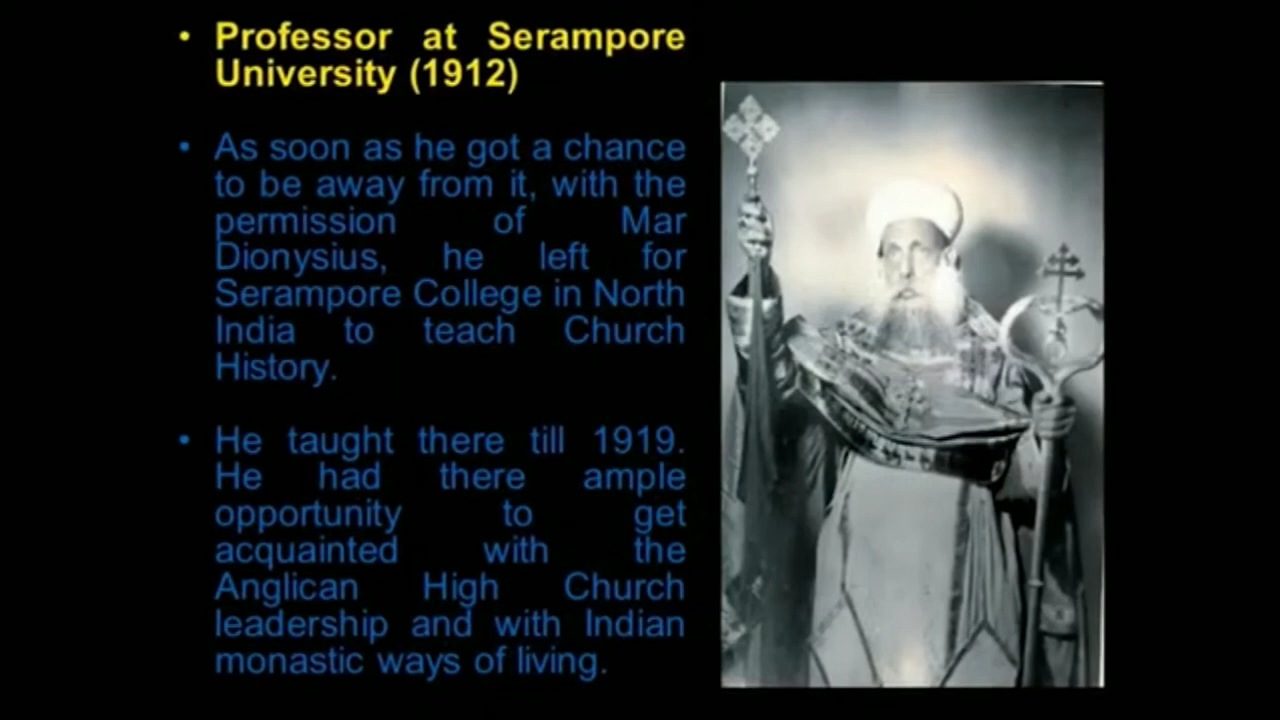 • Professor at Serampore
University (1912)
• As soon as he got a chance
to be away from it, with the
permission of Mar
Dionysius, he left for
Serampore College in North
India to teach Church
History.
• He taught there till 1919.
He had there ample
opportunity to get
acquainted with the
Anglican High Church
leadership and with Indian
monastic ways of living.